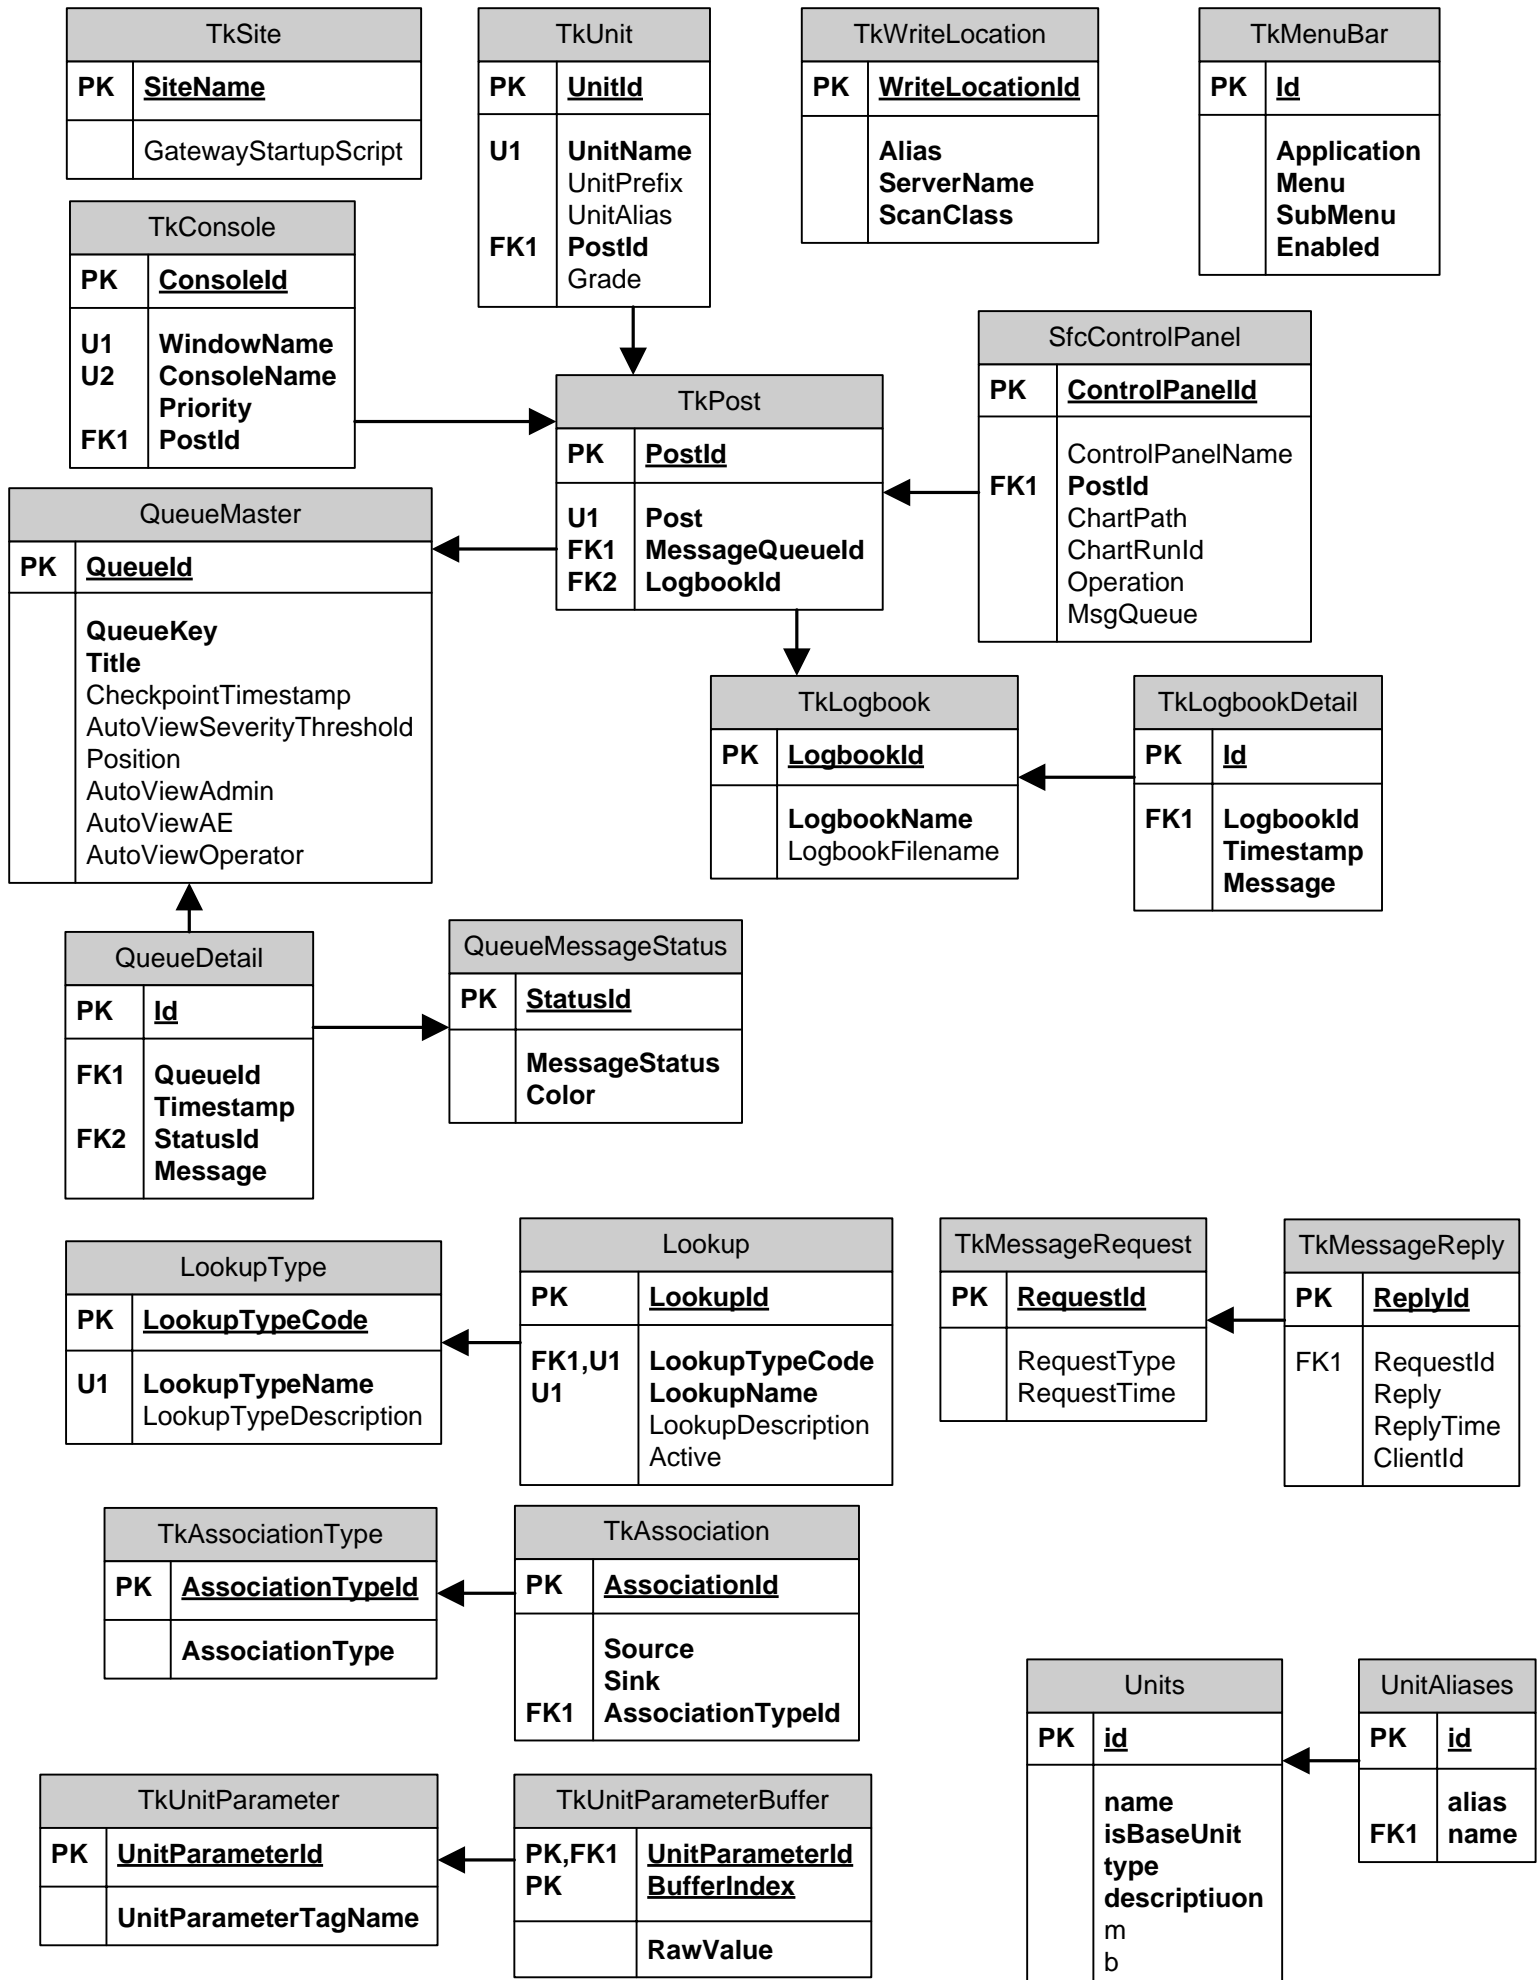 TkSite
PK SiteName
GatewayStartupScript
TkUnit
PK UnitId
U1 UnitName
UnitPrefix
UnitAlias
FK1 PostId
Grade
TkWriteLocation
PK WriteLocationId
Alias
ServerName
ScanClass
TkMenuBar
PK Id
Application
Menu
SubMenu
Enabled
TkConsole
PK ConsoleId
U1 WindowName
U2 ConsoleName
Priority
FK1 PostId
TkPost
PK PostId
U1 Post
FK1 MessageQueueId
FK2 LogbookId
SfcControlPanel
PK ControlPanelId
ControlPanelName
FK1 PostId
ChartPath
ChartRunId
Operation
MsgQueue
QueueMaster
PK QueueId
QueueKey
Title
CheckpointTimestamp
AutoViewSeverityThreshold
Position
AutoViewAdmin
AutoViewAE
AutoViewOperator
TkLogbook
PK LogbookId
LogbookName
LogbookFilename
TkLogbookDetail
PK Id
FK1 LogbookId
Timestamp
Message
QueueDetail
PK Id
FK1 QueueId
Timestamp
FK2 StatusId
Message
QueueMessageStatus
PK StatusId
MessageStatus
Color
LookupType
PK LookupTypeCode
U1 LookupTypeName
LookupTypeDescription
Lookup
PK LookupId
FK1,U1 LookupTypeCode
U1 LookupName
LookupDescription
Active
TkMessageRequest
PK RequestId
RequestType
RequestTime
TkMessageReply
PK ReplyId
FK1 RequestId
Reply
ReplyTime
ClientId
TkAssociationType
PK AssociationTypeId
AssociationType
TkAssociation
PK AssociationId
Source
Sink
FK1 AssociationTypeId
Units
PK id
name
isBaseUnit
type
descriptiuon
m
b
UnitAliases
PK id
alias
FK1 name
TkUnitParameter
PK UnitParameterId
UnitParameterTagName
TkUnitParameterBuffer
PK,FK1 UnitParameterId
PK BufferIndex
RawValue